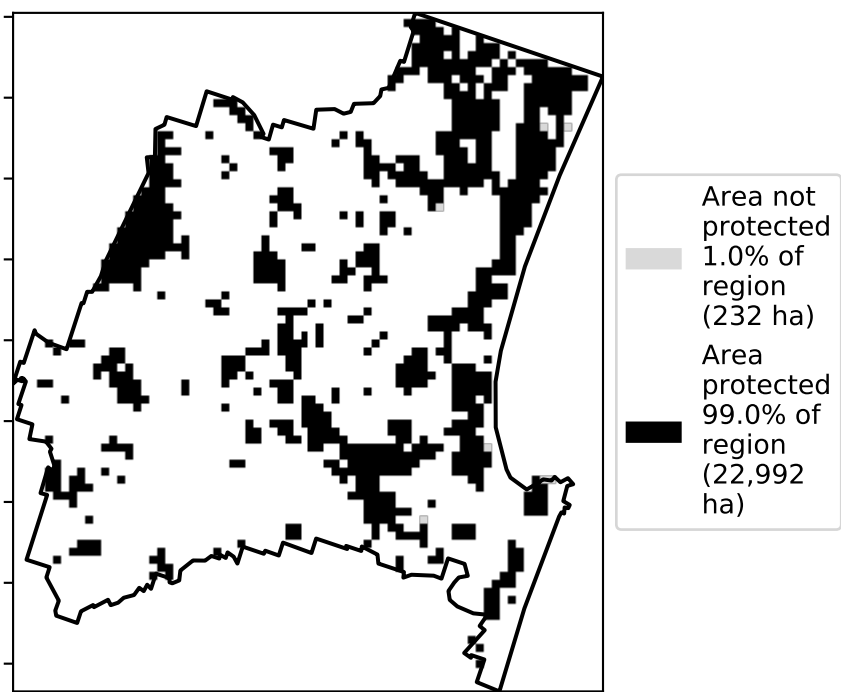 Area not
protected
1.0% of
region
(232 ha)
Area
protected
99.0% of
region
(22,992
ha)